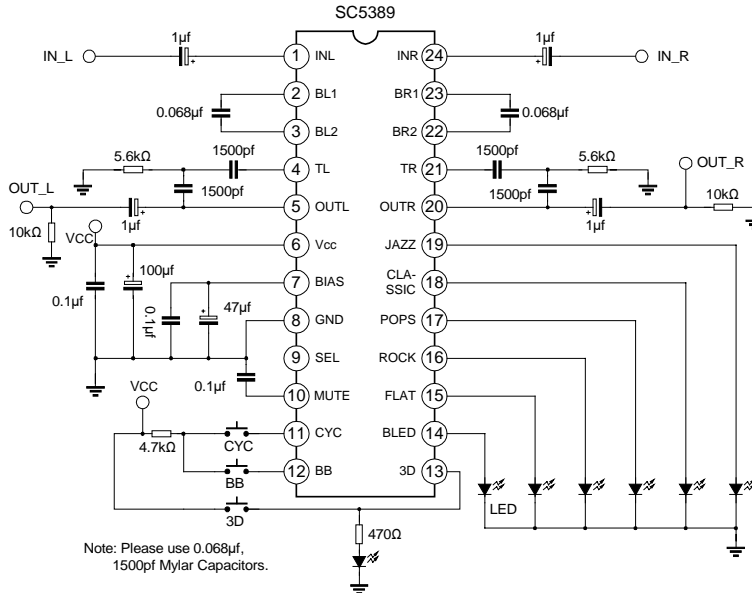 SC5389
1μf
1μf
IN_L
1
INL
INR
24
IN_R
2
BL1
BR1
23
0.068μf
0.068μf
3
BL2
BR2
22
5.6kΩ
1500pf
4
TL
TR
21
1500pf
5.6kΩ
OUT_R
1500pf
1500pf
OUT_L
5
OUTL
OUTR
20
10kΩ
10kΩ
1μf
1μf
VCC
6
Vcc
JAZZ
19
0.1μf
100μf
7
BIAS
CLA-
SSIC
18
0.1μf
47μf
8
GND
POPS
17
9
SEL
ROCK
16
0.1μf
10
MUTE
FLAT
15
VCC
4.7kΩ
CYC
11
CYC
BLED
14
BB
12
BB
3D
13
3D
LED
470Ω
Note: Please use 0.068μf,
1500pf Mylar Capacitors.